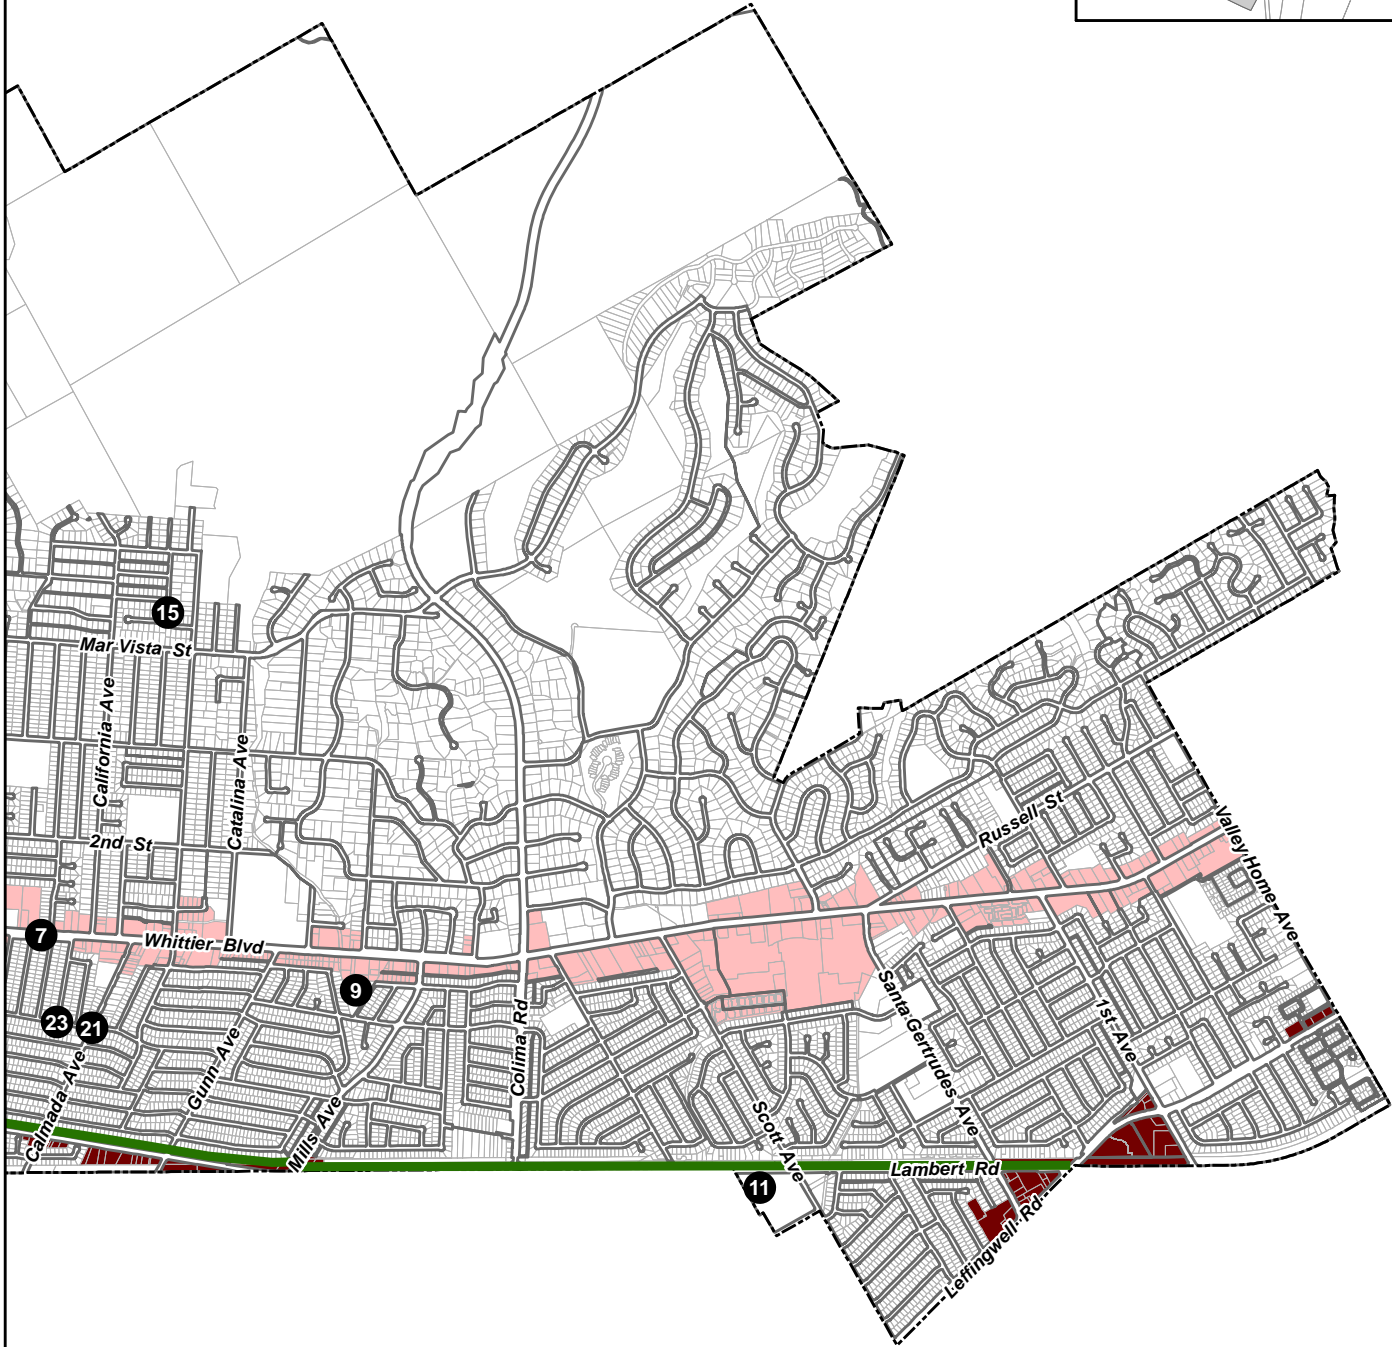 15
Mar Vista St
California Ave
Catalina Ave
2nd St
Russell St
Valley Home Ave
7
Whittier Blvd
9
Santa Gertrudes Ave
1st Ave
23
21
Colima Rd
Gunn Ave
Calmada Ave
Mills Ave
Scott Ave
Lambert Rd
11
Leffingwell Rd